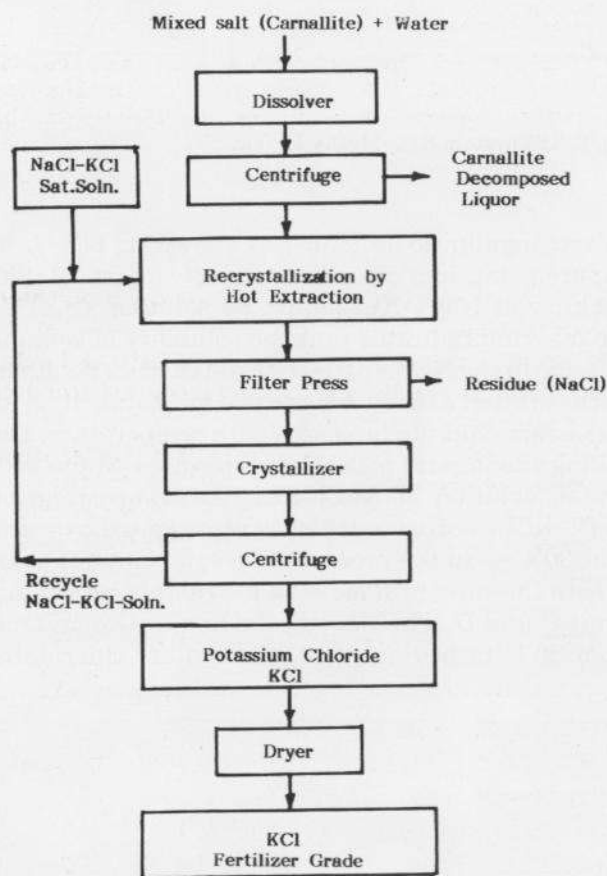 Mixed salt (Carnallite) + Water
Dissolver
NaCl-KCl
Sat.Soln.
Centrifuge
Carnallite
Decomposed
Liquor
Recrystallization by
Hot Extraction
Filter Press
Residue (NaCl)
Crystallizer
Centrifuge
Recycle
NaCl-KCl-Soln.
Potassium Chloride
KCl
Dryer
KCl
Fertilizer Grade